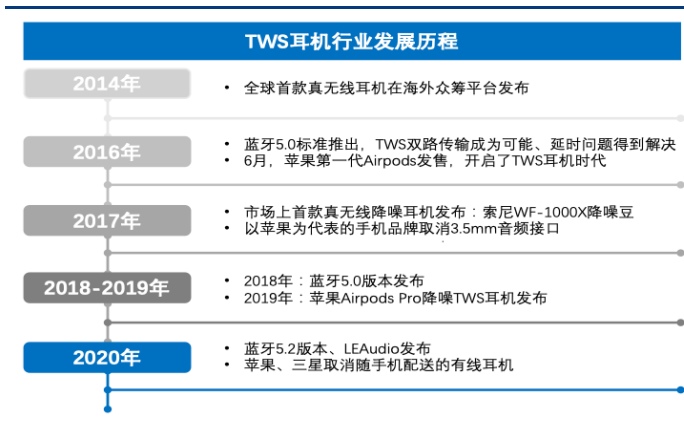 TWS耳机行业发展历程
2014年
• 全球首款真无线耳机在海外众筹平台发布
2016年
• 蓝牙5.0标准推出，TWS双路传输成为可能、延时问题得到解决
• 6月，苹果第一代Airpods发售，开启了TWS耳机时代
2017年
• 市场上首款真无线降噪耳机发布：索尼WF-1000X降噪豆
• 以苹果为代表的手机品牌取消3.5mm音频接口
2018-2019年
• 2018年：蓝牙5.0版本发布
• 2019年：苹果Airpods Pro降噪TWS耳机发布
2020年
• 蓝牙5.2版本、LEAudio发布
• 苹果、三星取消随手机配送的有线耳机